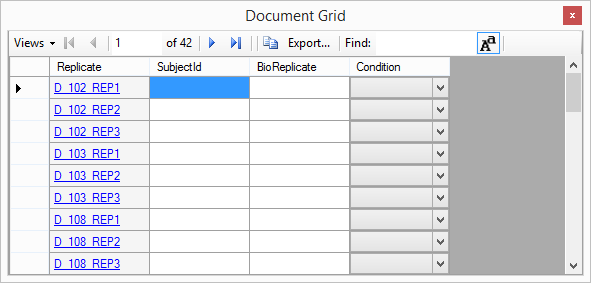 Document Grid
x
Views 1 of 42 Export... Find: Aa
Replicate SubjectId BioReplicate Condition
D_102_REP1
D_102_REP2
D_102_REP3
D_103_REP1
D_103_REP2
D_103_REP3
D_108_REP1
D_108_REP2
D_108_REP3